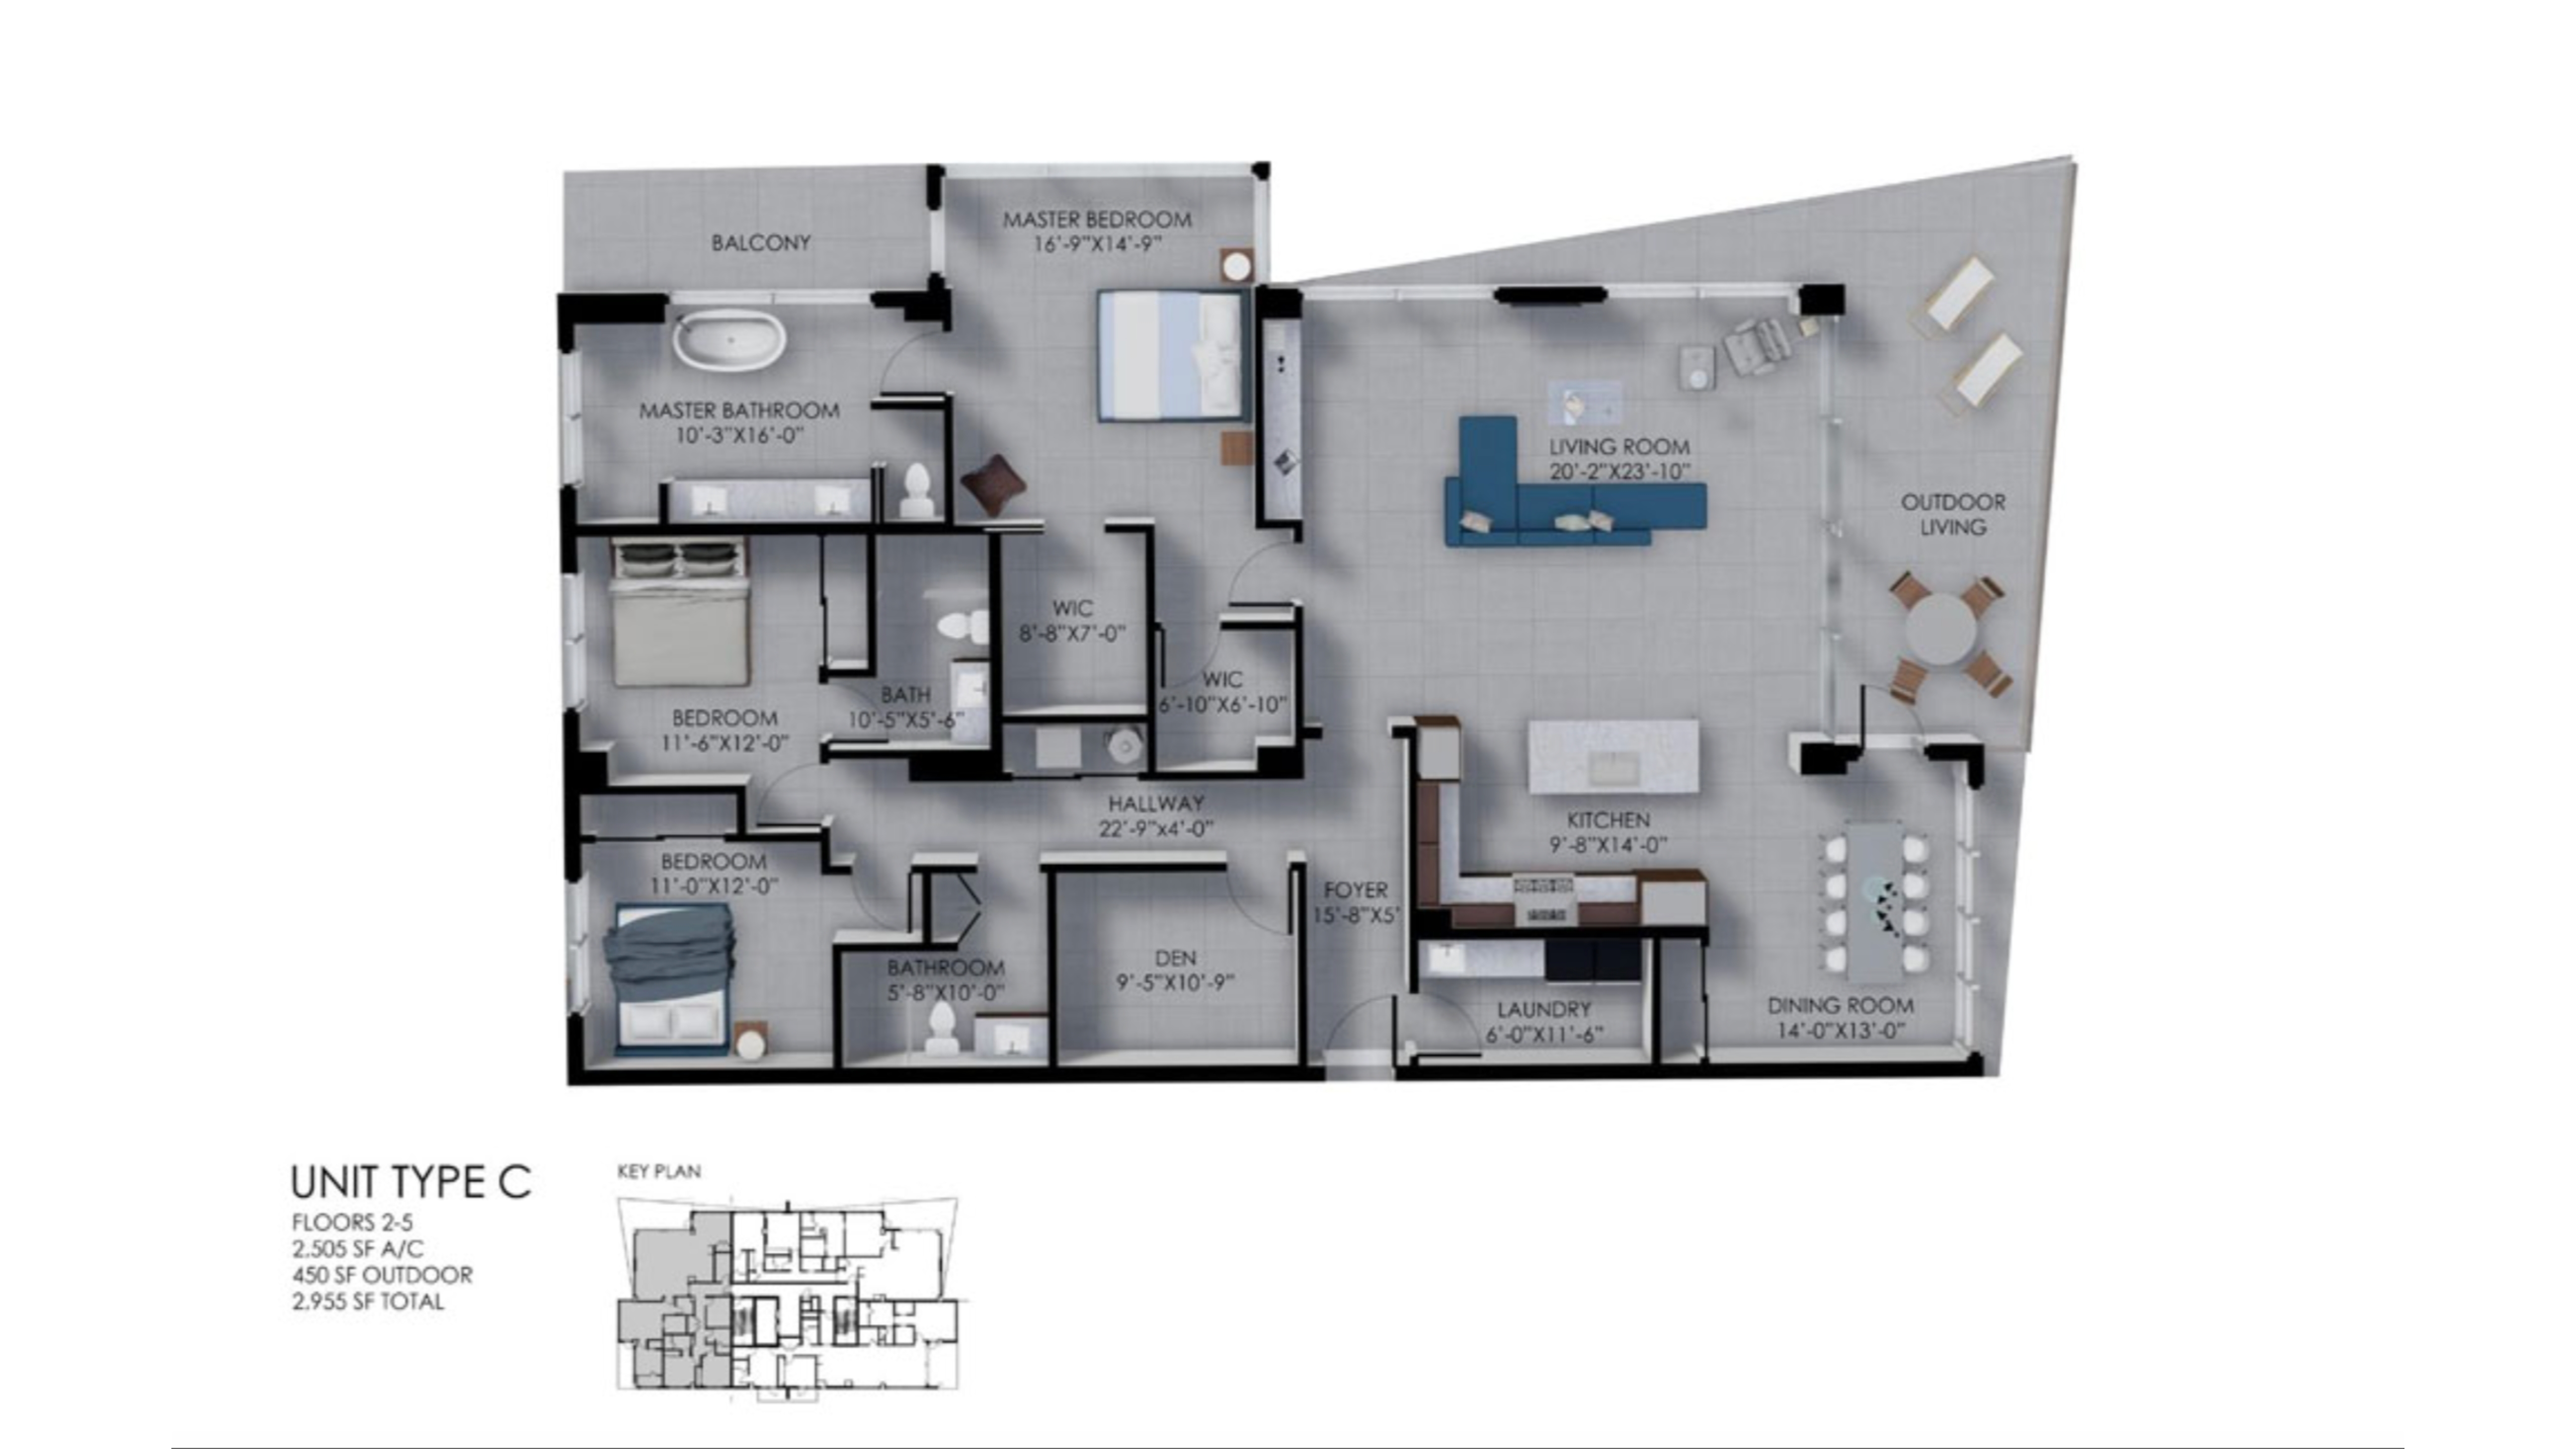 BALCONY
MASTER BEDROOM
16'-9"X14'-9"
MASTER BATHROOM
10'-3"X16'-0"
LIVING ROOM
20'-2"X23'-10"
OUTDOOR
LIVING
WIC
8'-8"X7'-0"
WIC
6'-10"X6'-10"
BATH
10'-5"X5'-6"
BEDROOM
11'-6"X12'-0"
HALLWAY
22'-9"x4'-0"
KITCHEN
9'-8"X14'-0"
BEDROOM
11'-0"X12'-0"
FOYER
15'-8"X5'
BATHROOM
5'-8"X10'-0"
DEN
9'-5"X10'-9"
LAUNDRY
6'-0"X11'-6"
DINING ROOM
14'-0"X13'-0"
UNIT TYPE C
FLOORS 2-5
2.505 SF A/C
450 SF OUTDOOR
2.955 SF TOTAL
KEY PLAN